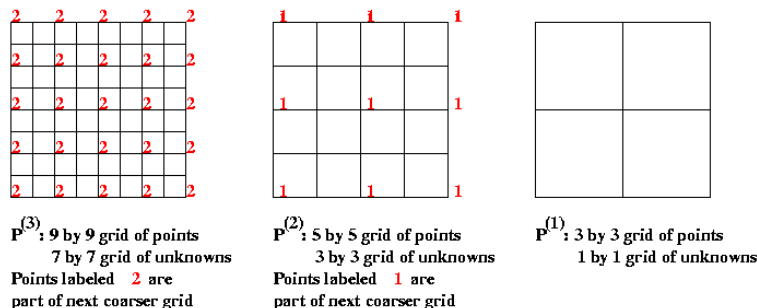 2 2 2 2 2
2 2 2 2 2
2 2 2 2 2
2 2 2 2 2
2 2 2 2 2
1 1 1
1 1 1
1 1 1
P(3): 9 by 9 grid of points
7 by 7 grid of unknowns
Points labeled 2 are
part of next coarser grid
P(2): 5 by 5 grid of points
3 by 3 grid of unknowns
Points labeled 1 are
part of next coarser grid
P(1): 3 by 3 grid of points
1 by 1 grid of unknowns